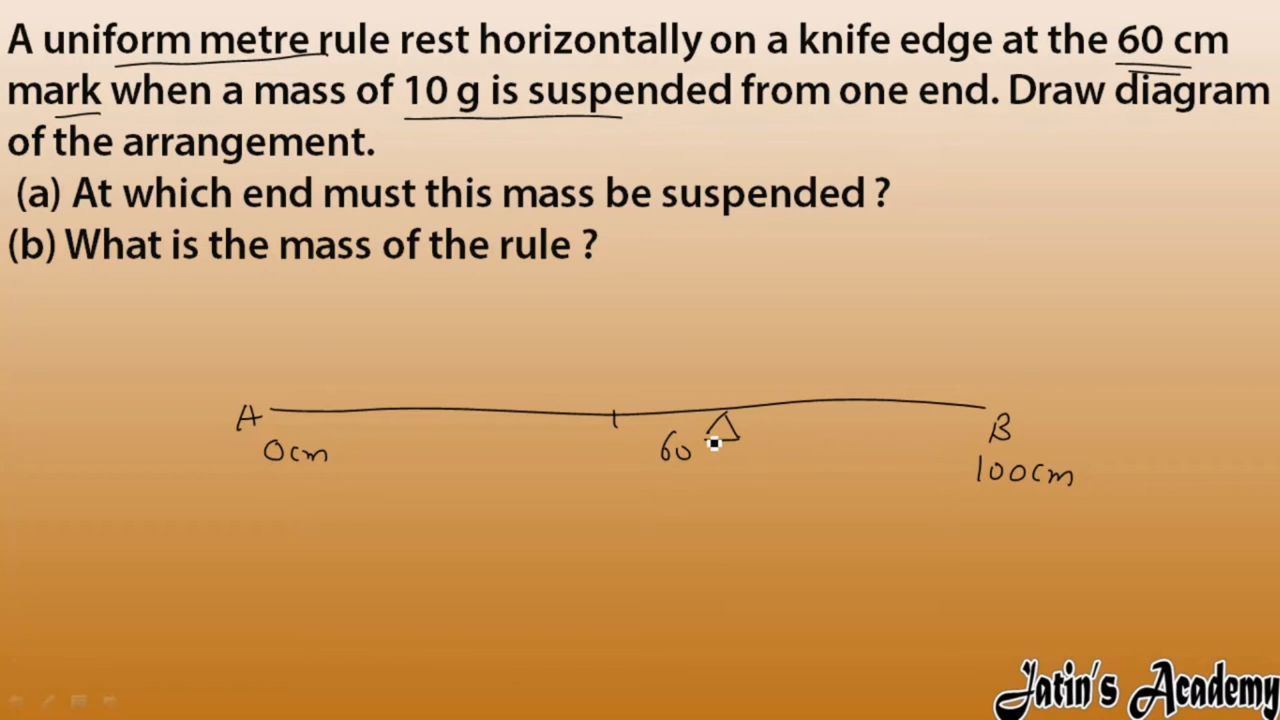 A uniform metre rule rest horizontally on a knife edge at the 60 cm
mark when a mass of 10 g is suspended from one end. Draw diagram
of the arrangement.
(a) At which end must this mass be suspended ?
(b) What is the mass of the rule ?
A
B
0cm
60
100cm
Jatin's Academy